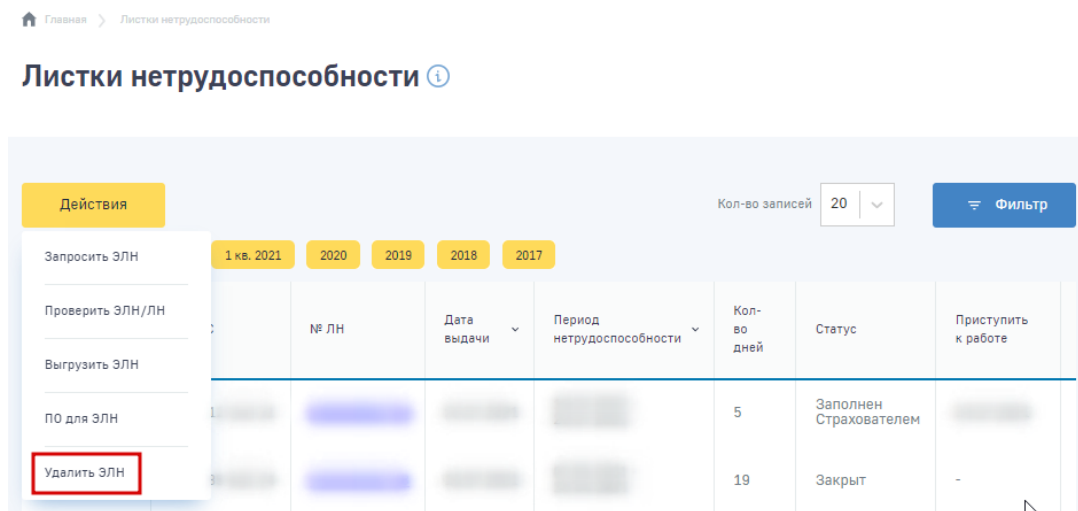 Главная > Листки нетрудоспособности
Листки нетрудоспособности i
Действия
Кол-во записей 20
Фильтр
Запросить ЭЛН
1 кв. 2021 2020 2019 2018 2017
Проверить ЭЛН/ЛН
№ ЛН
Дата
выдачи
Период
нетрудоспособности
Кол-
во
дней
Статус
Приступить
к работе
Выгрузить ЭЛН
ПО для ЭЛН
5
Заполнен
Страхователем
Удалить ЭЛН
19
Закрыт
-